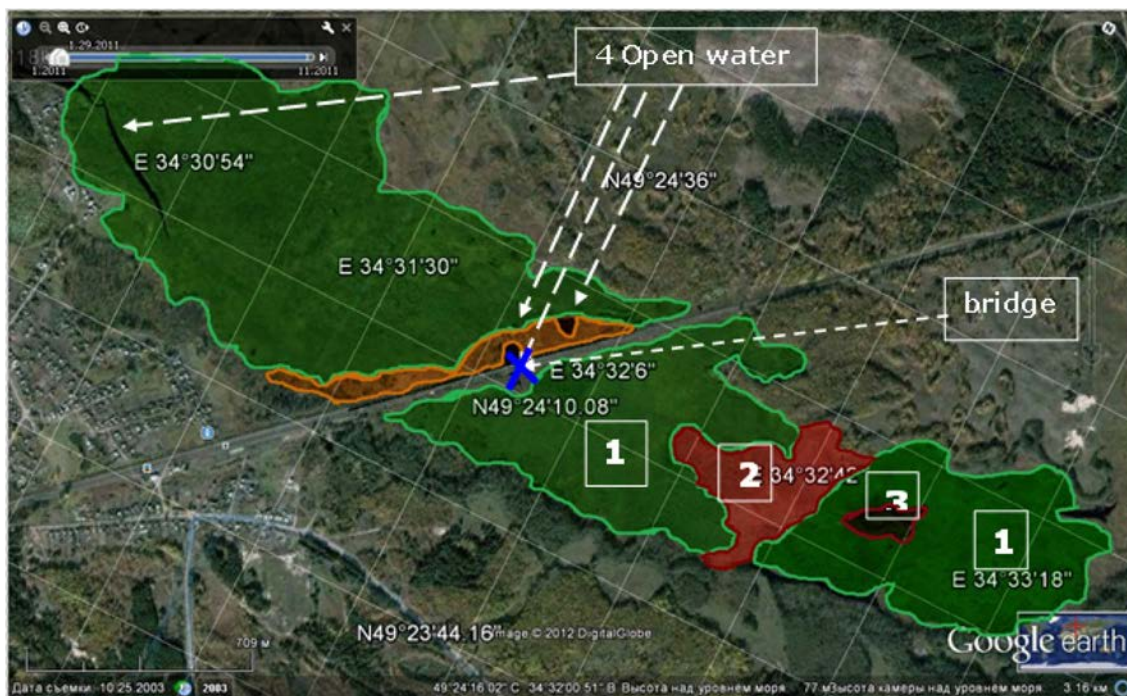 1.29.2011
1.2011
11.2011
4 Open water
E 34°30'54"
N49°24'36"
E 34°31'30"
bridge
E 34°32'6"
N49°24'10.08"
1
2
E 34°32'42
3
1
E 34°33'18"
N49°23'44.16"
Image © 2012 DigitalGlobe
Google earth
709 м
Дата съемки 10.25.2003
2003
49°24'16.02" С 34°32'00.51" В Высота над уровнем моря 77 м Высота камеры над уровнем моря 3.16 км